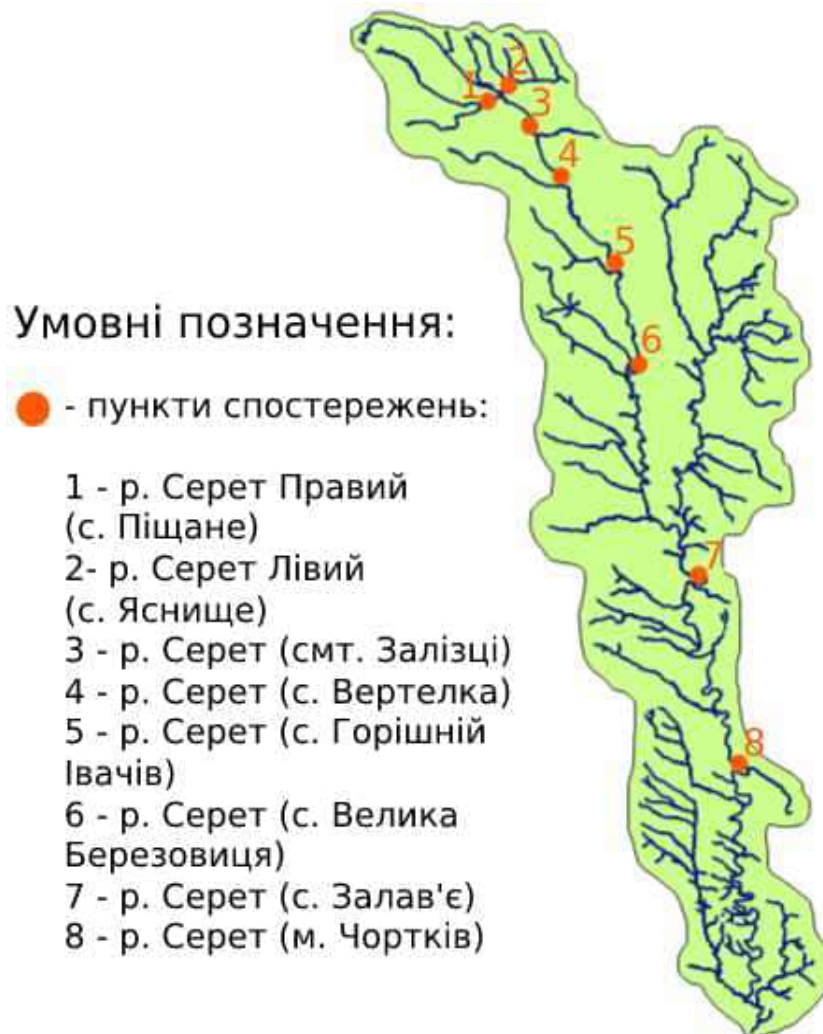 1
2
3
4
5
6
7
8
Умовні позначення:
- пункти спостережень:
1 - р. Серет Правий
(с. Піщане)
2- р. Серет Лівий
(с. Яснище)
3 - р. Серет (смт. Залізці)
4 - р. Серет (с. Вертелка)
5 - р. Серет (с. Горішній
Івачів)
6 - р. Серет (с. Велика
Березовиця)
7 - р. Серет (с. Залав'є)
8 - р. Серет (м. Чортків)